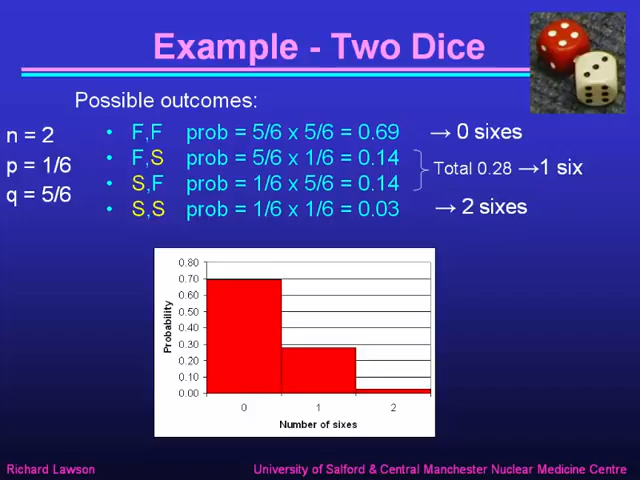 Example - Two Dice
Possible outcomes:
n = 2
p = 1/6
q = 5/6
• F,F prob = 5/6 x 5/6 = 0.69 → 0 sixes
• F,S prob = 5/6 x 1/6 = 0.14
• S,F prob = 1/6 x 5/6 = 0.14
Total 0.28 → 1 six
• S,S prob = 1/6 x 1/6 = 0.03 → 2 sixes
0.80
0.70
0.60
0.50
0.40
0.30
0.20
0.10
0.00
Probability
0 1 2
Number of sixes
Richard Lawson
University of Salford & Central Manchester Nuclear Medicine Centre